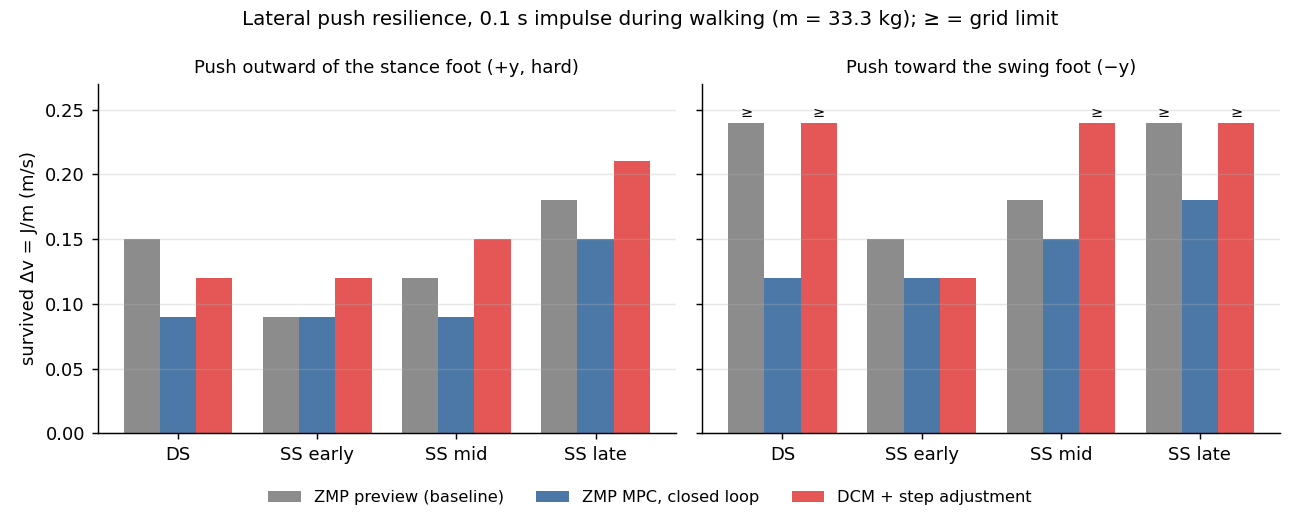 Lateral push resilience, 0.1 s impulse during walking (m = 33.3 kg); ≥ = grid limit
Push outward of the stance foot (+y, hard)
Push toward the swing foot (−y)
survived Δv = J/m (m/s)
0.25
0.20
0.15
0.10
0.05
0.00
≥ ≥ ≥ ≥ ≥
DS SS early SS mid SS late
DS SS early SS mid SS late
ZMP preview (baseline) ZMP MPC, closed loop DCM + step adjustment